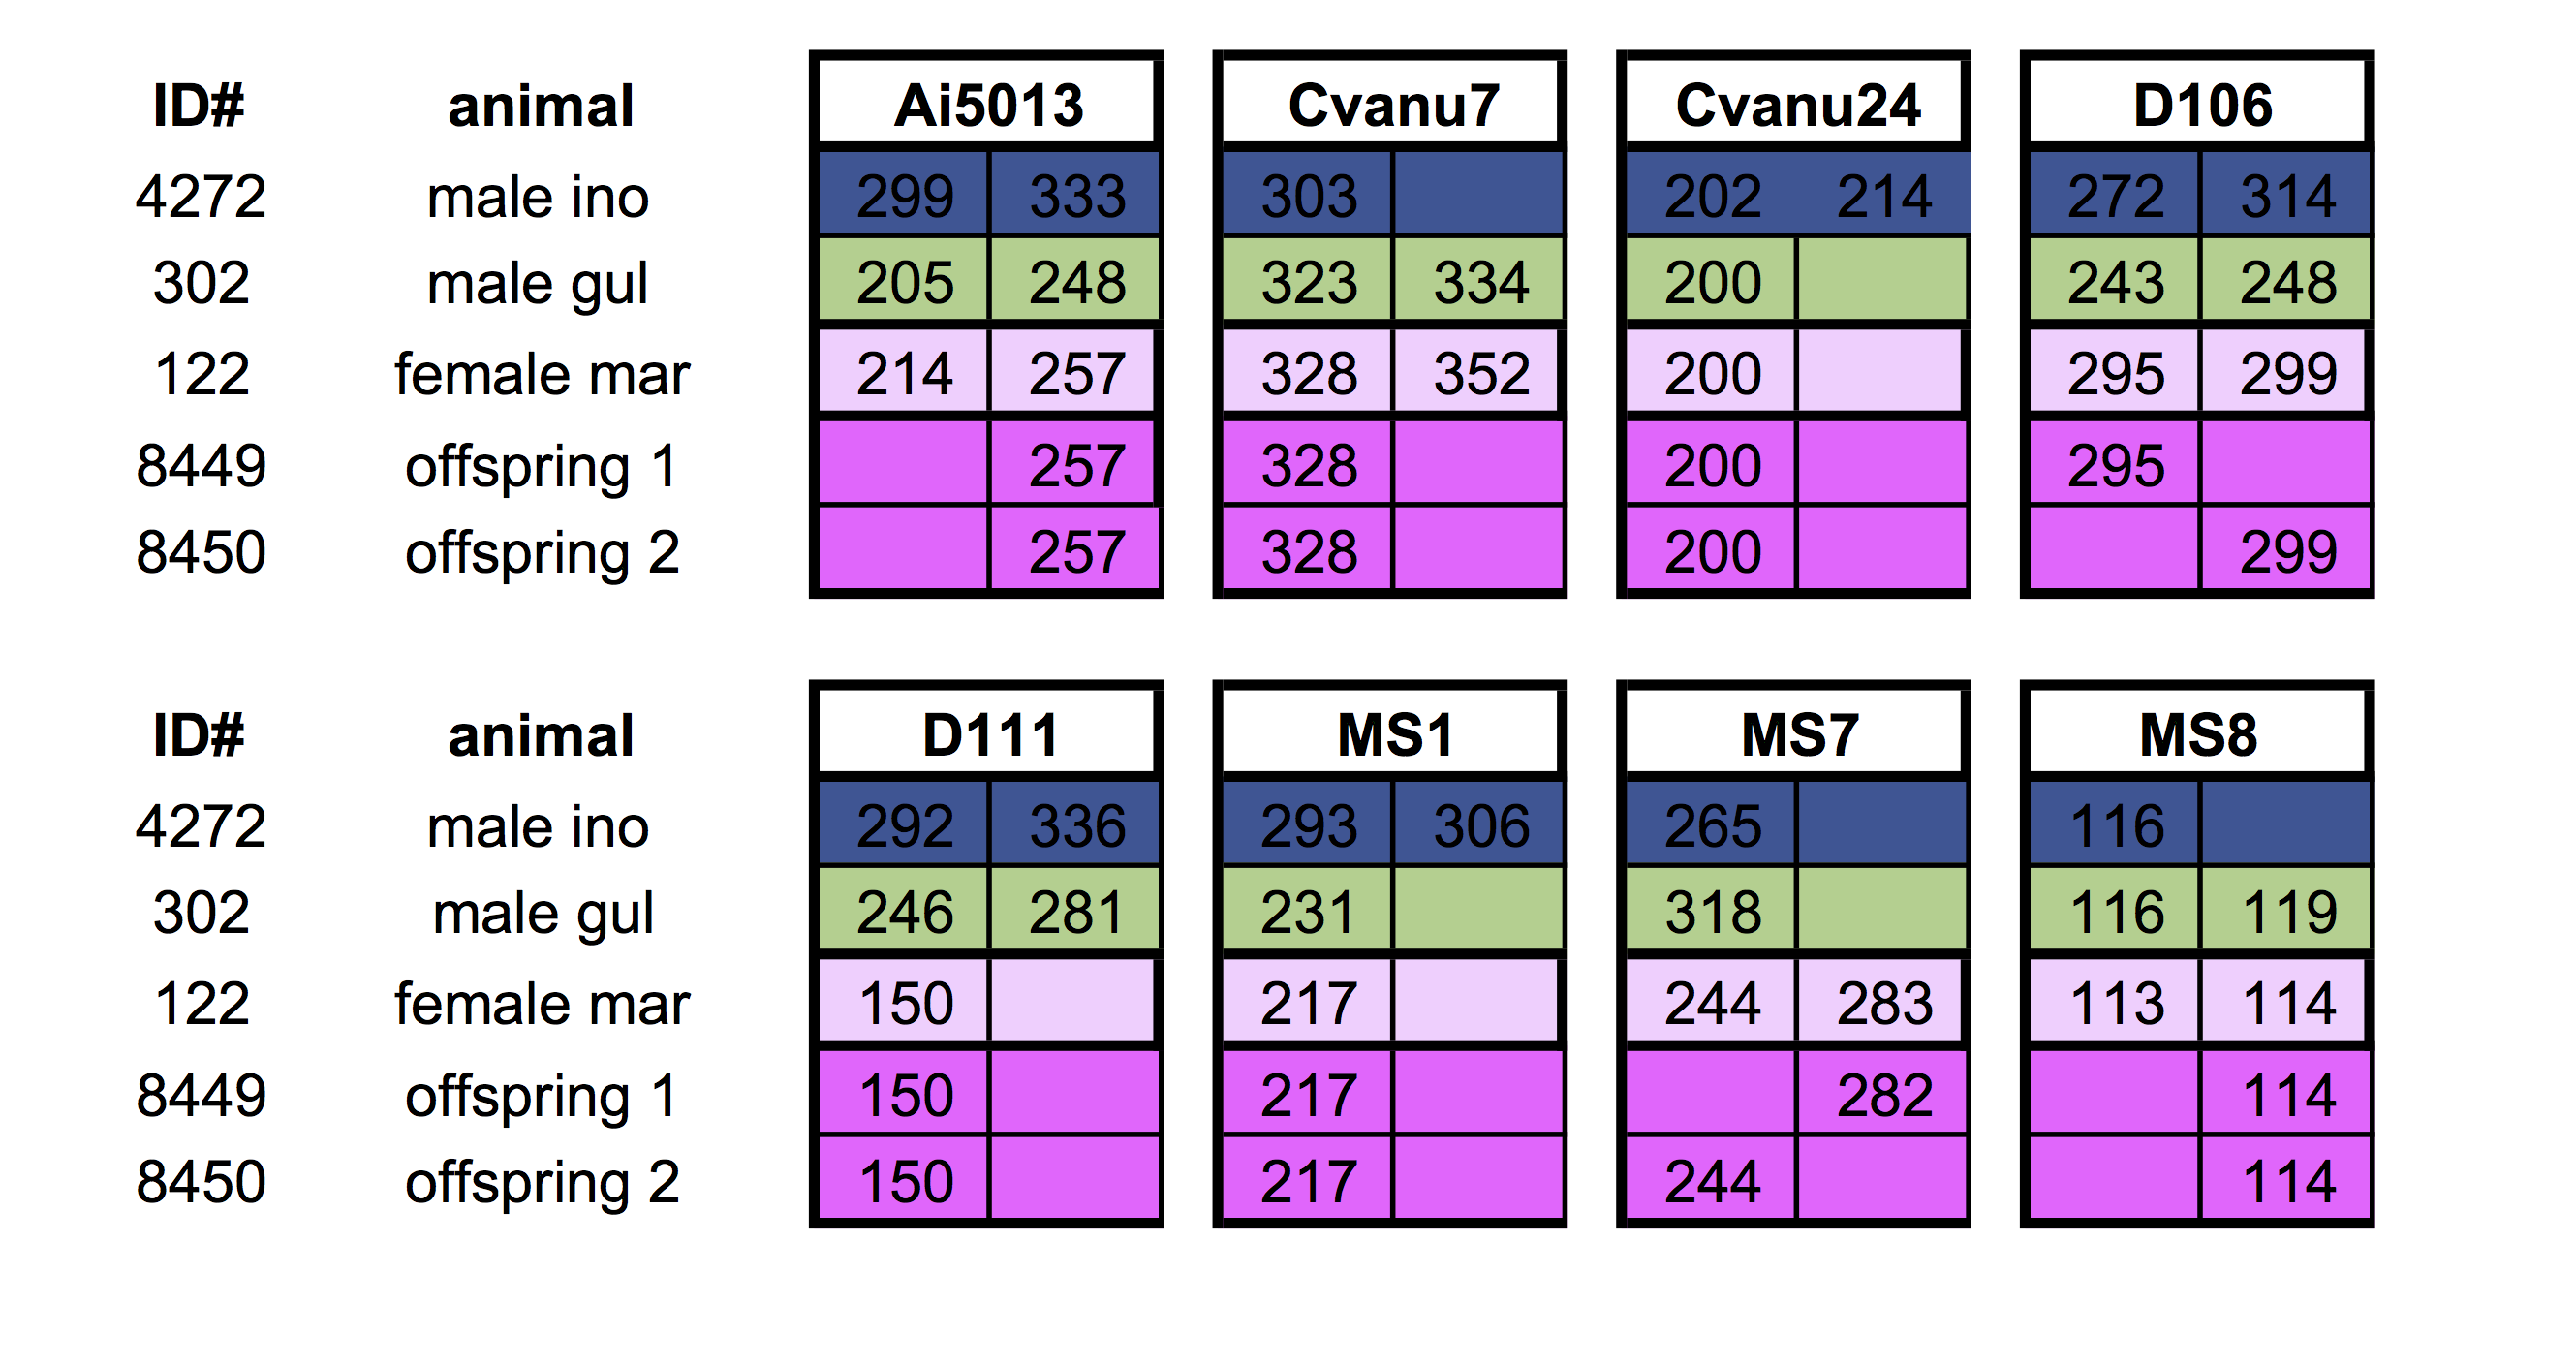 ID# animal Ai5013 Cvanu7 Cvanu24 D106
4272 male ino 299 333 303 202 214 272 314
302 male gul 205 248 323 334 200 243 248
122 female mar 214 257 328 352 200 295 299
8449 offspring 1 257 328 200 295
8450 offspring 2 257 328 200 299
ID# animal D111 MS1 MS7 MS8
4272 male ino 292 336 293 306 265 116
302 male gul 246 281 231 318 116 119
122 female mar 150 217 244 283 113 114
8449 offspring 1 150 217 282 114
8450 offspring 2 150 217 244 114